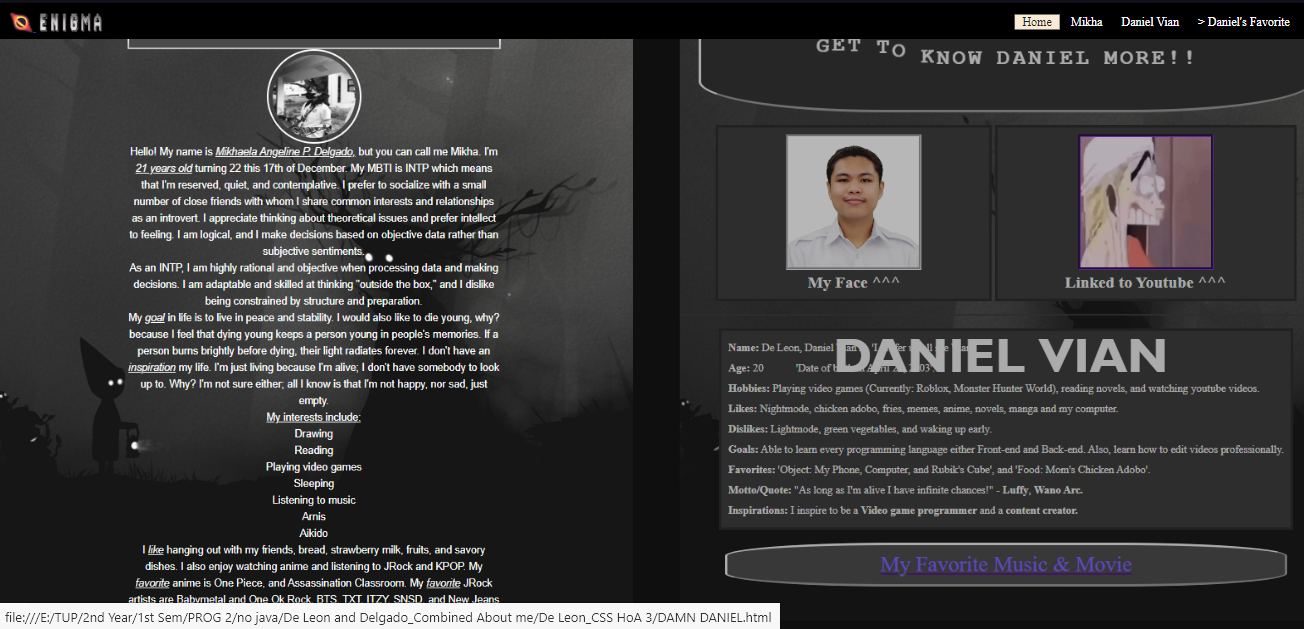 ENIGMA
Home
Mikha
Daniel Vian
> Daniel's Favorite
Hello! My name is Mikhaela Angeline P. Delgado, but you can call me Mikha. I'm
21 years old turning 22 this 17th of December. My MBTI is INTP which means
that I'm reserved, quiet, and contemplative. I prefer to socialize with a small
number of close friends with whom I share common interests and relationships
as an introvert. I appreciate thinking about theoretical issues and prefer intellect
to feeling. I am logical, and I make decisions based on objective data rather than
subjective sentiments.
As an INTP, I am highly rational and objective when processing data and making
decisions. I am adaptable and skilled at thinking "outside the box," and I dislike
being constrained by structure and preparation.
My goal in life is to live in peace and stability. I would also like to die young, why?
because I feel that dying young keeps a person young in people's memories. If a
person burns brightly before dying, their light radiates forever. I don't have an
inspiration my life. I'm just living because I'm alive; I don't have somebody to look
up to. Why? I'm not sure either; all I know is that I'm not happy, nor sad, just
empty.
My interests include:
Drawing
Reading
Playing video games
Sleeping
Listening to music
Arnis
Aikido
I like hanging out with my friends, bread, strawberry milk, fruits, and savory
dishes. I also enjoy watching anime and listening to JRock and KPOP. My
favorite anime is One Piece, and Assassination Classroom. My favorite JRock
artists are Babymetal and One Ok Rock. BTS, TXT, ITZY, SNSD, and New Jeans
GET TO KNOW DANIEL MORE!!
My Face ^^^
Linked to Youtube ^^^
DANIEL VIAN
Name: De Leon, Daniel
Age: 20 'Date of
Hobbies: Playing video games (Currently: Roblox, Monster Hunter World), reading novels, and watching youtube videos.
Likes: Nightmode, chicken adobo, fries, memes, anime, novels, manga and my computer.
Dislikes: Lightmode, green vegetables, and waking up early.
Goals: Able to learn every programming language either Front-end and Back-end. Also, learn how to edit videos professionally.
Favorites: 'Object: My Phone, Computer, and Rubik's Cube', and 'Food: Mom's Chicken Adobo'.
Motto/Quote: "As long as I'm alive I have infinite chances!" - Luffy, Wano Arc.
Inspirations: I inspire to be a Video game programmer and a content creator.
My Favorite Music & Movie
file:///E:/TUP/2nd Year/1st Sem/PROG 2/no java/De Leon and Delgado_Combined About me/De Leon_CSS HoA 3/DAMN DANIEL.html